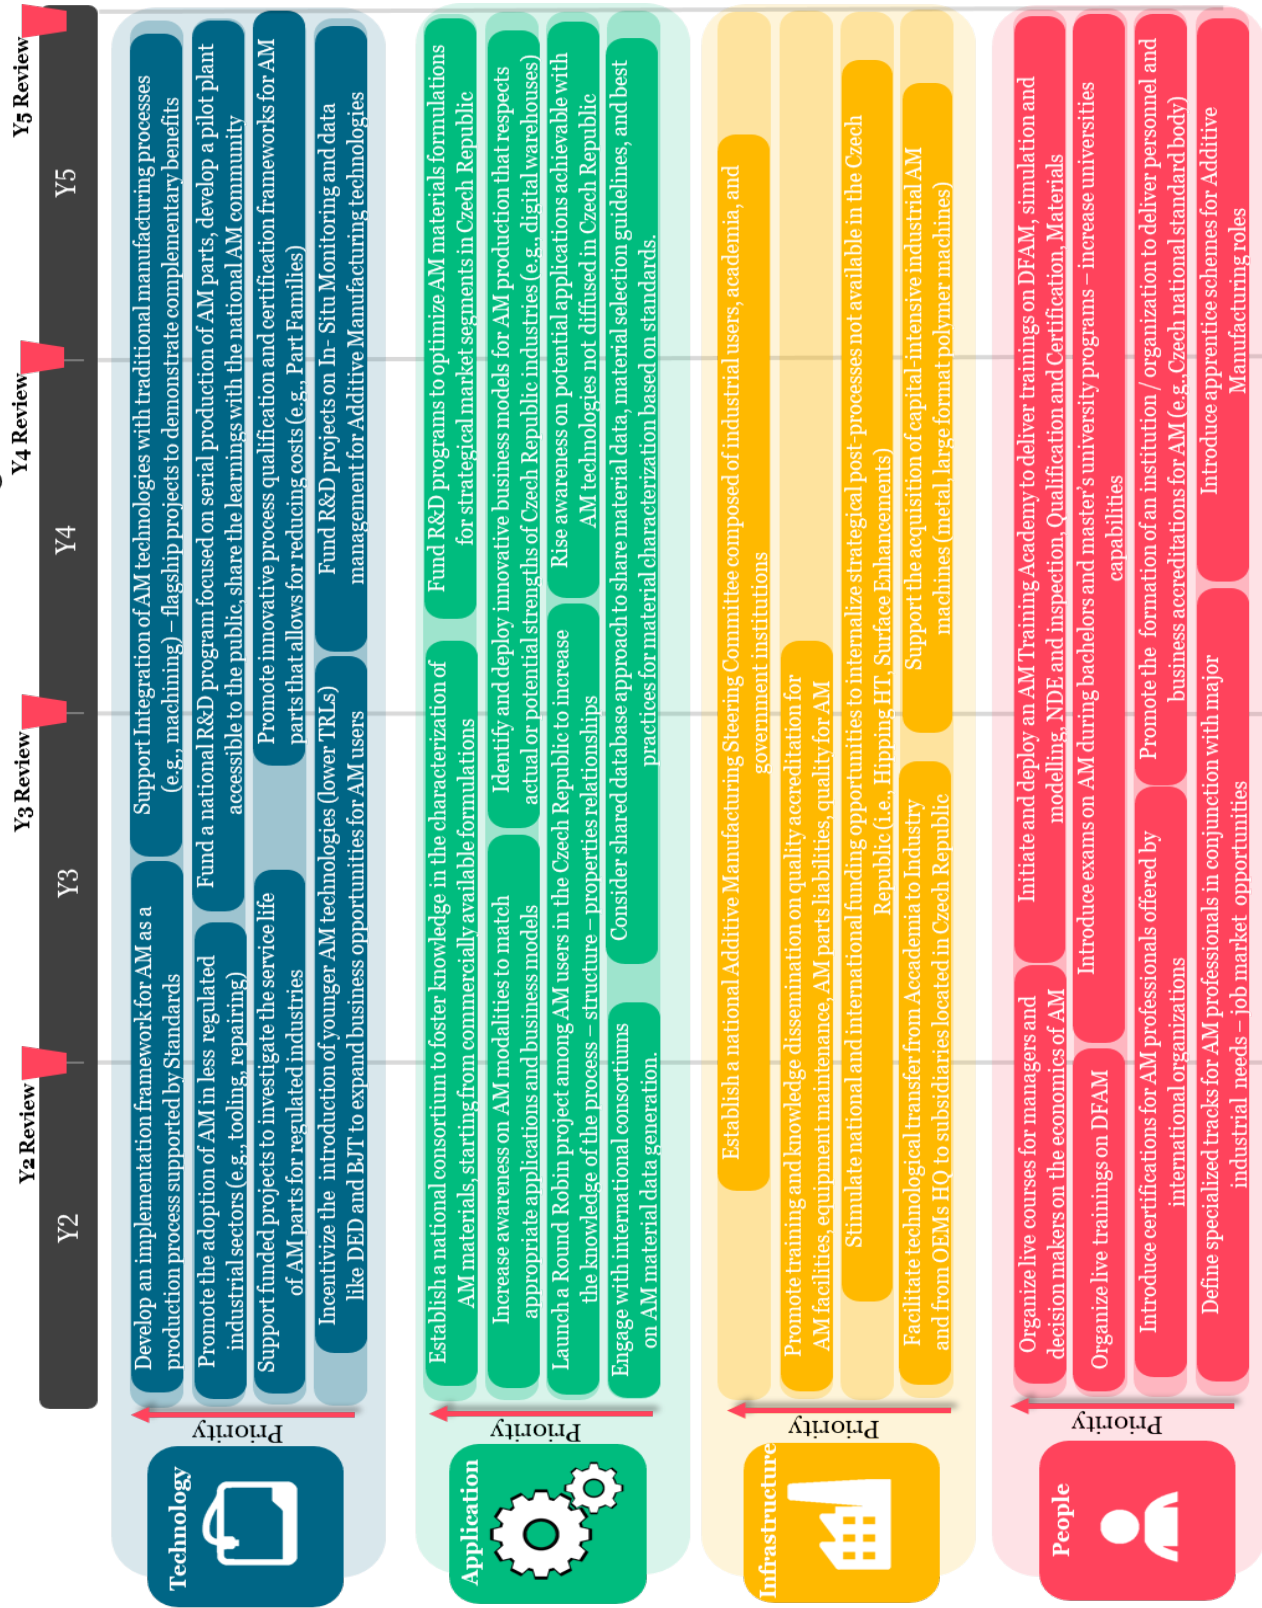 Y2 Review
Y3 Review
Y4 Review
Y5 Review
Y2
Y3
Y4
Y5
Technology
Priority
Develop an implementation framework for AM as a
production process supported by Standards
Support Integration of AM technologies with traditional manufacturing processes
(e.g., machining) – flagship projects to demonstrate complementary benefits
Promote the adoption of AM in less regulated
industrial sectors (e.g., tooling, repairing)
Fund a national R&D program focused on serial production of AM parts, develop a pilot plant
accessible to the public, share the learnings with the national AM community
Support funded projects to investigate the service life
of AM parts for regulated industries
Promote innovative process qualification and certification frameworks for AM
parts that allows for reducing costs (e.g., Part Families)
Incentivize the introduction of younger AM technologies (lower TRLs)
like DED and BJT to expand business opportunities for AM users
Fund R&D projects on In- Situ Monitoring and data
management for Additive Manufacturing technologies
Application
Priority
Establish a national consortium to foster knowledge in the characterization of
AM materials, starting from commercially available formulations
Fund R&D programs to optimize AM materials formulations
for strategical market segments in Czech Republic
Increase awareness on AM modalities to match
appropriate applications and business models
Identify and deploy innovative business models for AM production that respects
actual or potential strengths of Czech Republic industries (e.g., digital warehouses)
Launch a Round Robin project among AM users in the Czech Republic to increase
the knowledge of the process – structure – properties relationships
Rise awareness on potential applications achievable with
AM technologies not diffused in Czech Republic
Engage with international consortiums
on AM material data generation.
Consider shared database approach to share material data, material selection guidelines, and best
practices for material characterization based on standards.
Infrastructure
Priority
Establish a national Additive Manufacturing Steering Committee composed of industrial users, academia, and
government institutions
Promote training and knowledge dissemination on quality accreditation for
AM facilities, equipment maintenance, AM parts liabilities, quality for AM
Stimulate national and international funding opportunities to internalize strategical post-processes not available in the Czech
Republic (i.e., Hipping HT, Surface Enhancements)
Facilitate technological transfer from Accademia to Industry
and from OEMs HQ to subsidiaries located in Czech Republic
Support the acquisition of capital-intensive industrial AM
machines (metal, large format polymer machines)
People
Priority
Organize live courses for managers and
decision makers on the economics of AM
Initiate and deploy an AM Training Academy to deliver trainings on DFAM, simulation and
modelling, NDE and inspection, Qualification and Certification, Materials
Organize live trainings on DFAM
Introduce exams on AM during bachelors and master's university programs – increase universities
capabilities
Introduce certifications for AM professionals offered by
international organizations
Promote the formation of an institution / organization to deliver personnel and
business accreditations for AM (e.g.,Czech national standard body)
Define specialized tracks for AM professionals in conjunction with major
industrial needs – job market opportunities
Introduce apprentice schemes for Additive
Manufacturing roles